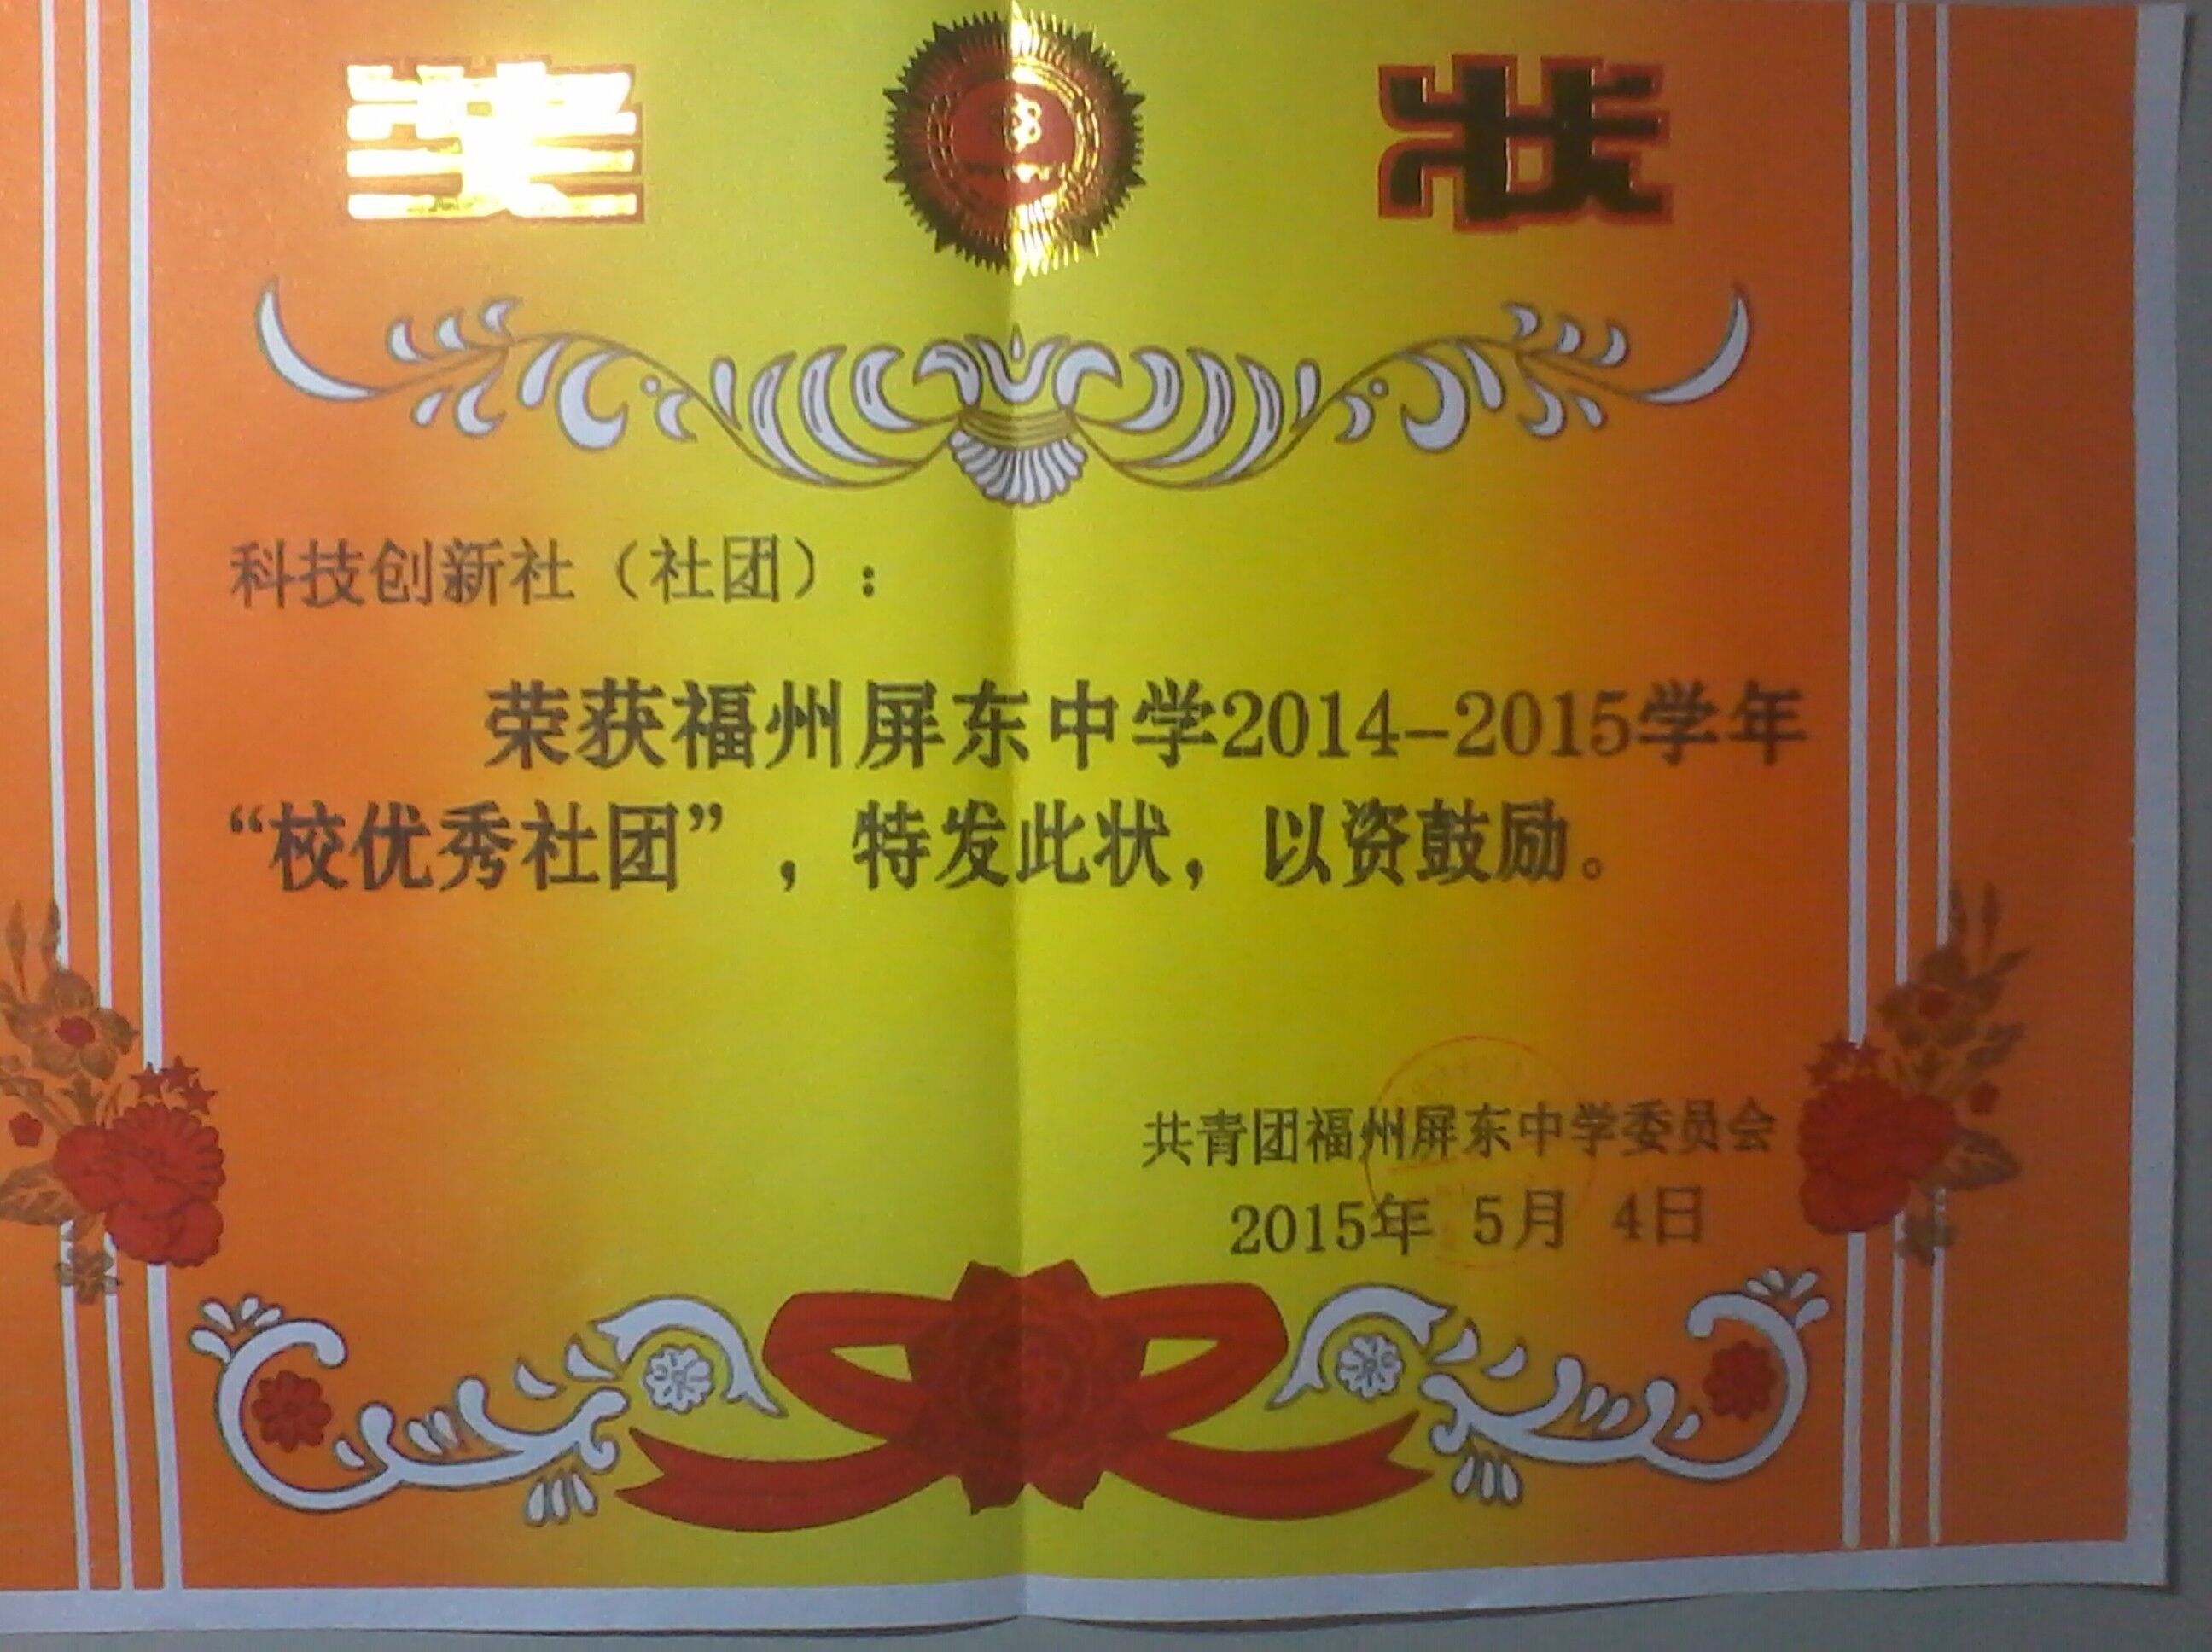 奖 状
科技创新社（社团）：
荣获福州屏东中学2014-2015学年
“校优秀社团”，特发此状，以资鼓励。
共青团福州屏东中学委员会
2015年 5月 4日